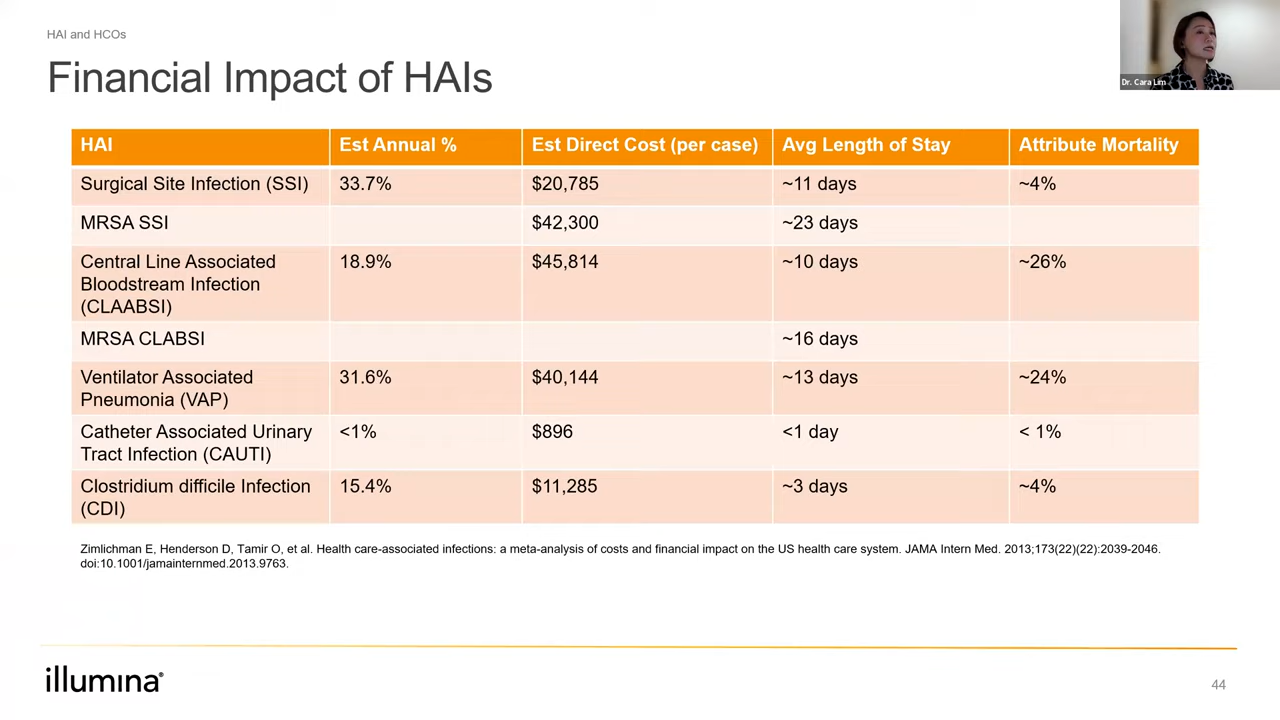 HAI and HCOs
Financial Impact of HAIs
Dr. Cara Lim
HAI Est Annual % Est Direct Cost (per case) Avg Length of Stay Attribute Mortality
Surgical Site Infection (SSI) 33.7% $20,785 ~11 days ~4%
MRSA SSI $42,300 ~23 days
Central Line Associated 18.9% $45,814 ~10 days ~26%
Bloodstream Infection
(CLAABSI)
MRSA CLABSI ~16 days
Ventilator Associated 31.6% $40,144 ~13 days ~24%
Pneumonia (VAP)
Catheter Associated Urinary <1% $896 <1 day < 1%
Tract Infection (CAUTI)
Clostridium difficile Infection 15.4% $11,285 ~3 days ~4%
(CDI)
Zimlichman E, Henderson D, Tamir O, et al. Health care-associated infections: a meta-analysis of costs and financial impact on the US health care system. JAMA Intern Med. 2013;173(22)(22):2039-2046.
doi:10.1001/jamainternmed.2013.9763.
illumina®
44